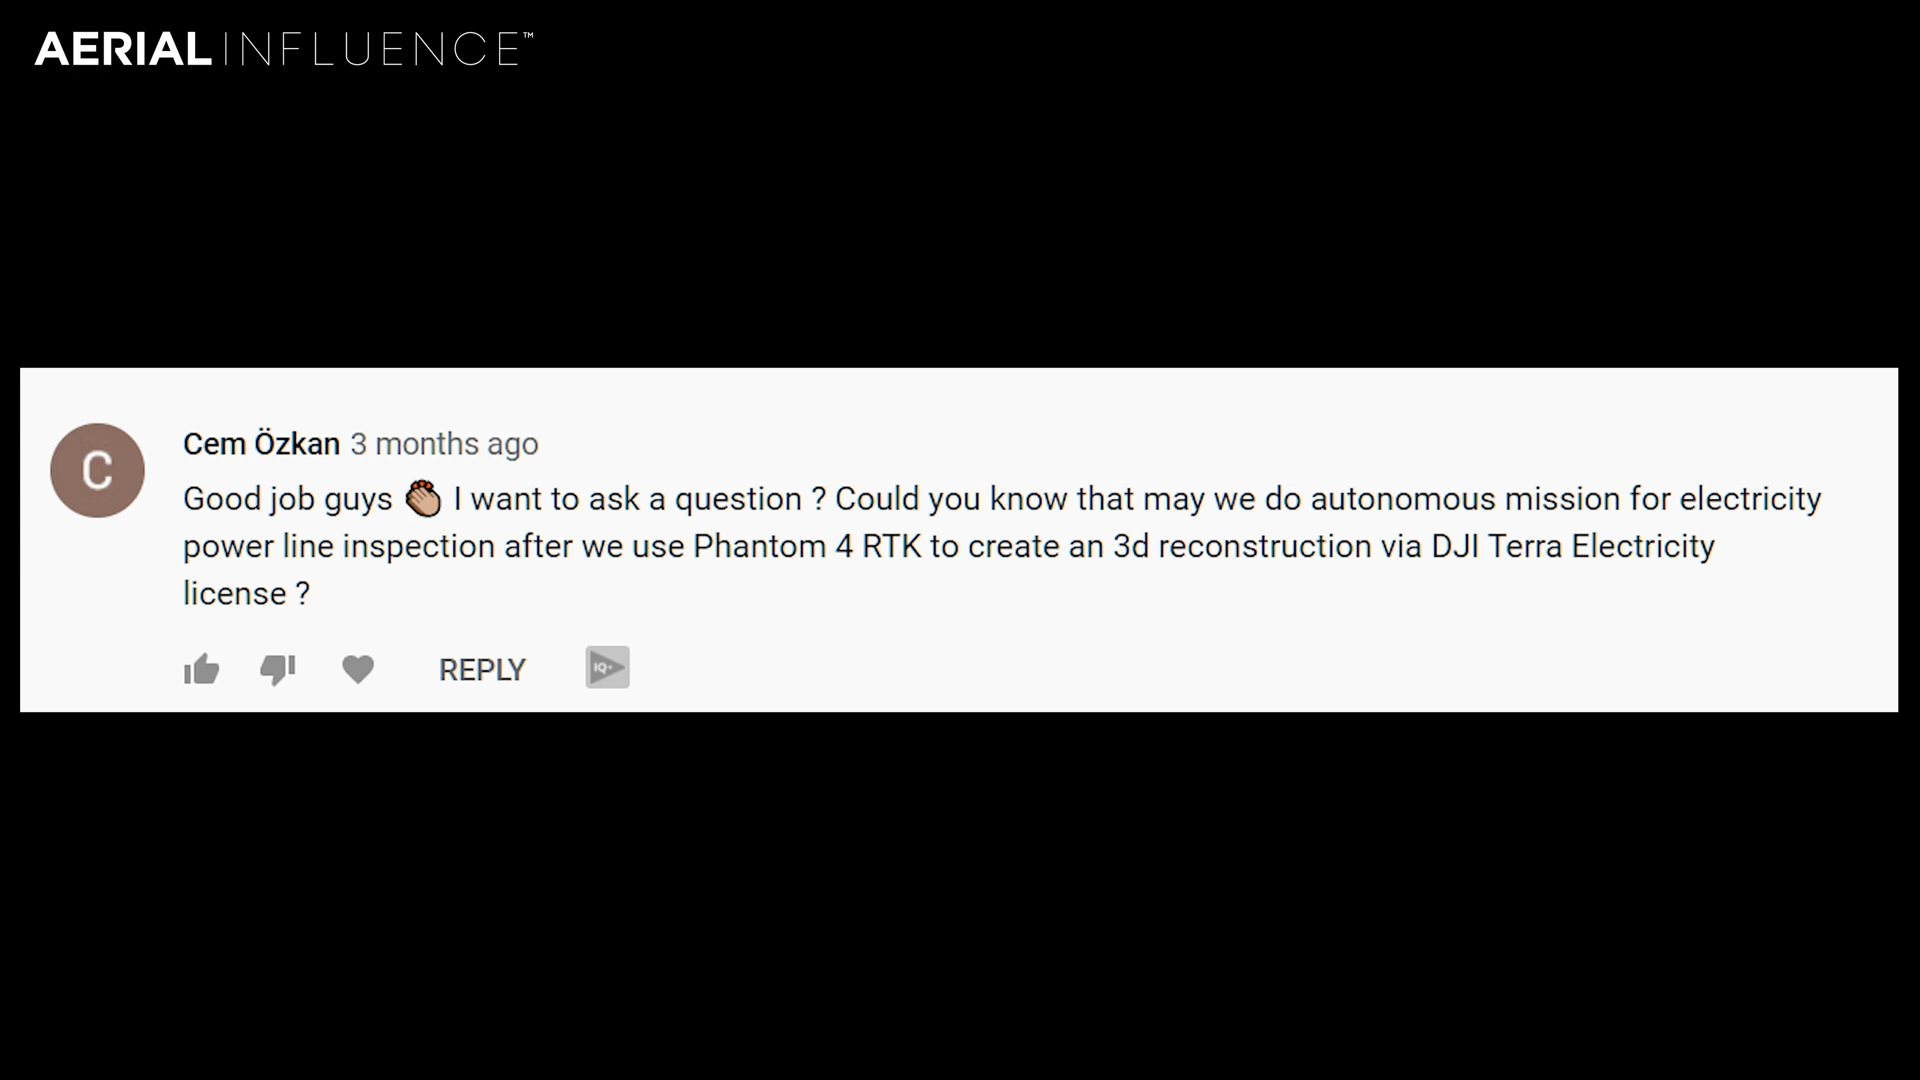 AERIAL INFLUENCE™
Cem Özkan 3 months ago
C
Good job guys 👏🏼 I want to ask a question ? Could you know that may we do autonomous mission for electricity
power line inspection after we use Phantom 4 RTK to create an 3d reconstruction via DJI Terra Electricity
license ?
REPLY
IQ+